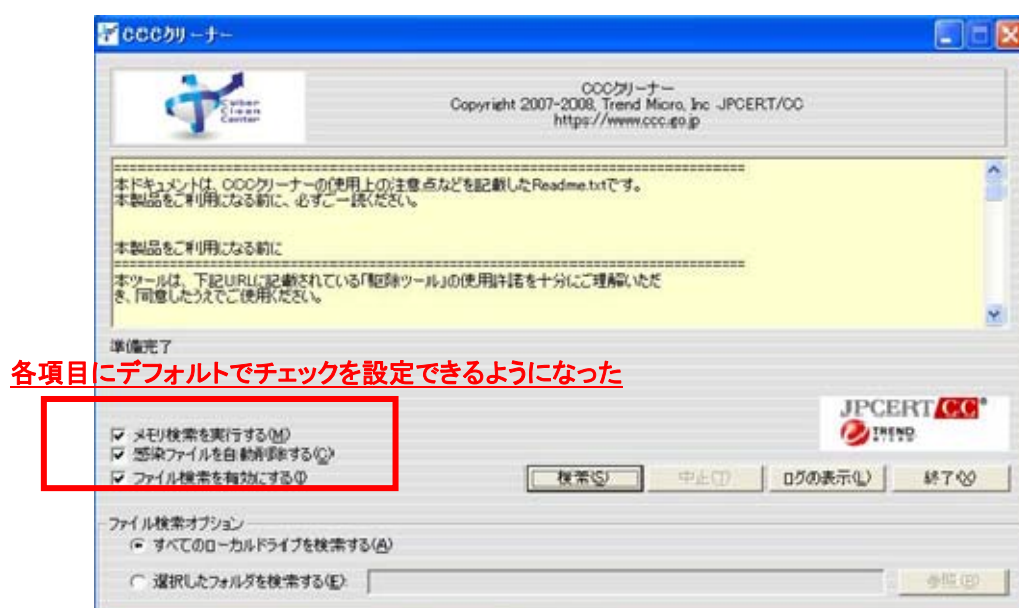 CCCクリーナー
Cyber
Clean
Center
CCCクリーナー
Copyright 2007-2008, Trend Micro, Inc JPCERT/CC
https://www.ccc.go.jp
==========================================================================
本ドキュメントは、CCCクリーナーの使用上の注意点などを記載したReadme.txtです。
本製品をご利用になる前に、必ずご一読ください。
本製品をご利用になる前に
==========================================================================
本ツールは、下記URLに記載されている「駆除ツール」の使用許諾を十分にご理解いただ
き、同意したうえでご使用ください。
準備完了
各項目にデフォルトでチェックを設定できるようになった
JPCERT CC®
TREND MICRO
メモリ検索を実行する(M)
感染ファイルを自動削除する(C)
ファイル検索を有効にする(I)
検索(S) 中止(T) ログの表示(L) 終了(X)
ファイル検索オプション
すべてのローカルドライブを検索する(A)
選択したフォルダを検索する(E): 参照(B)